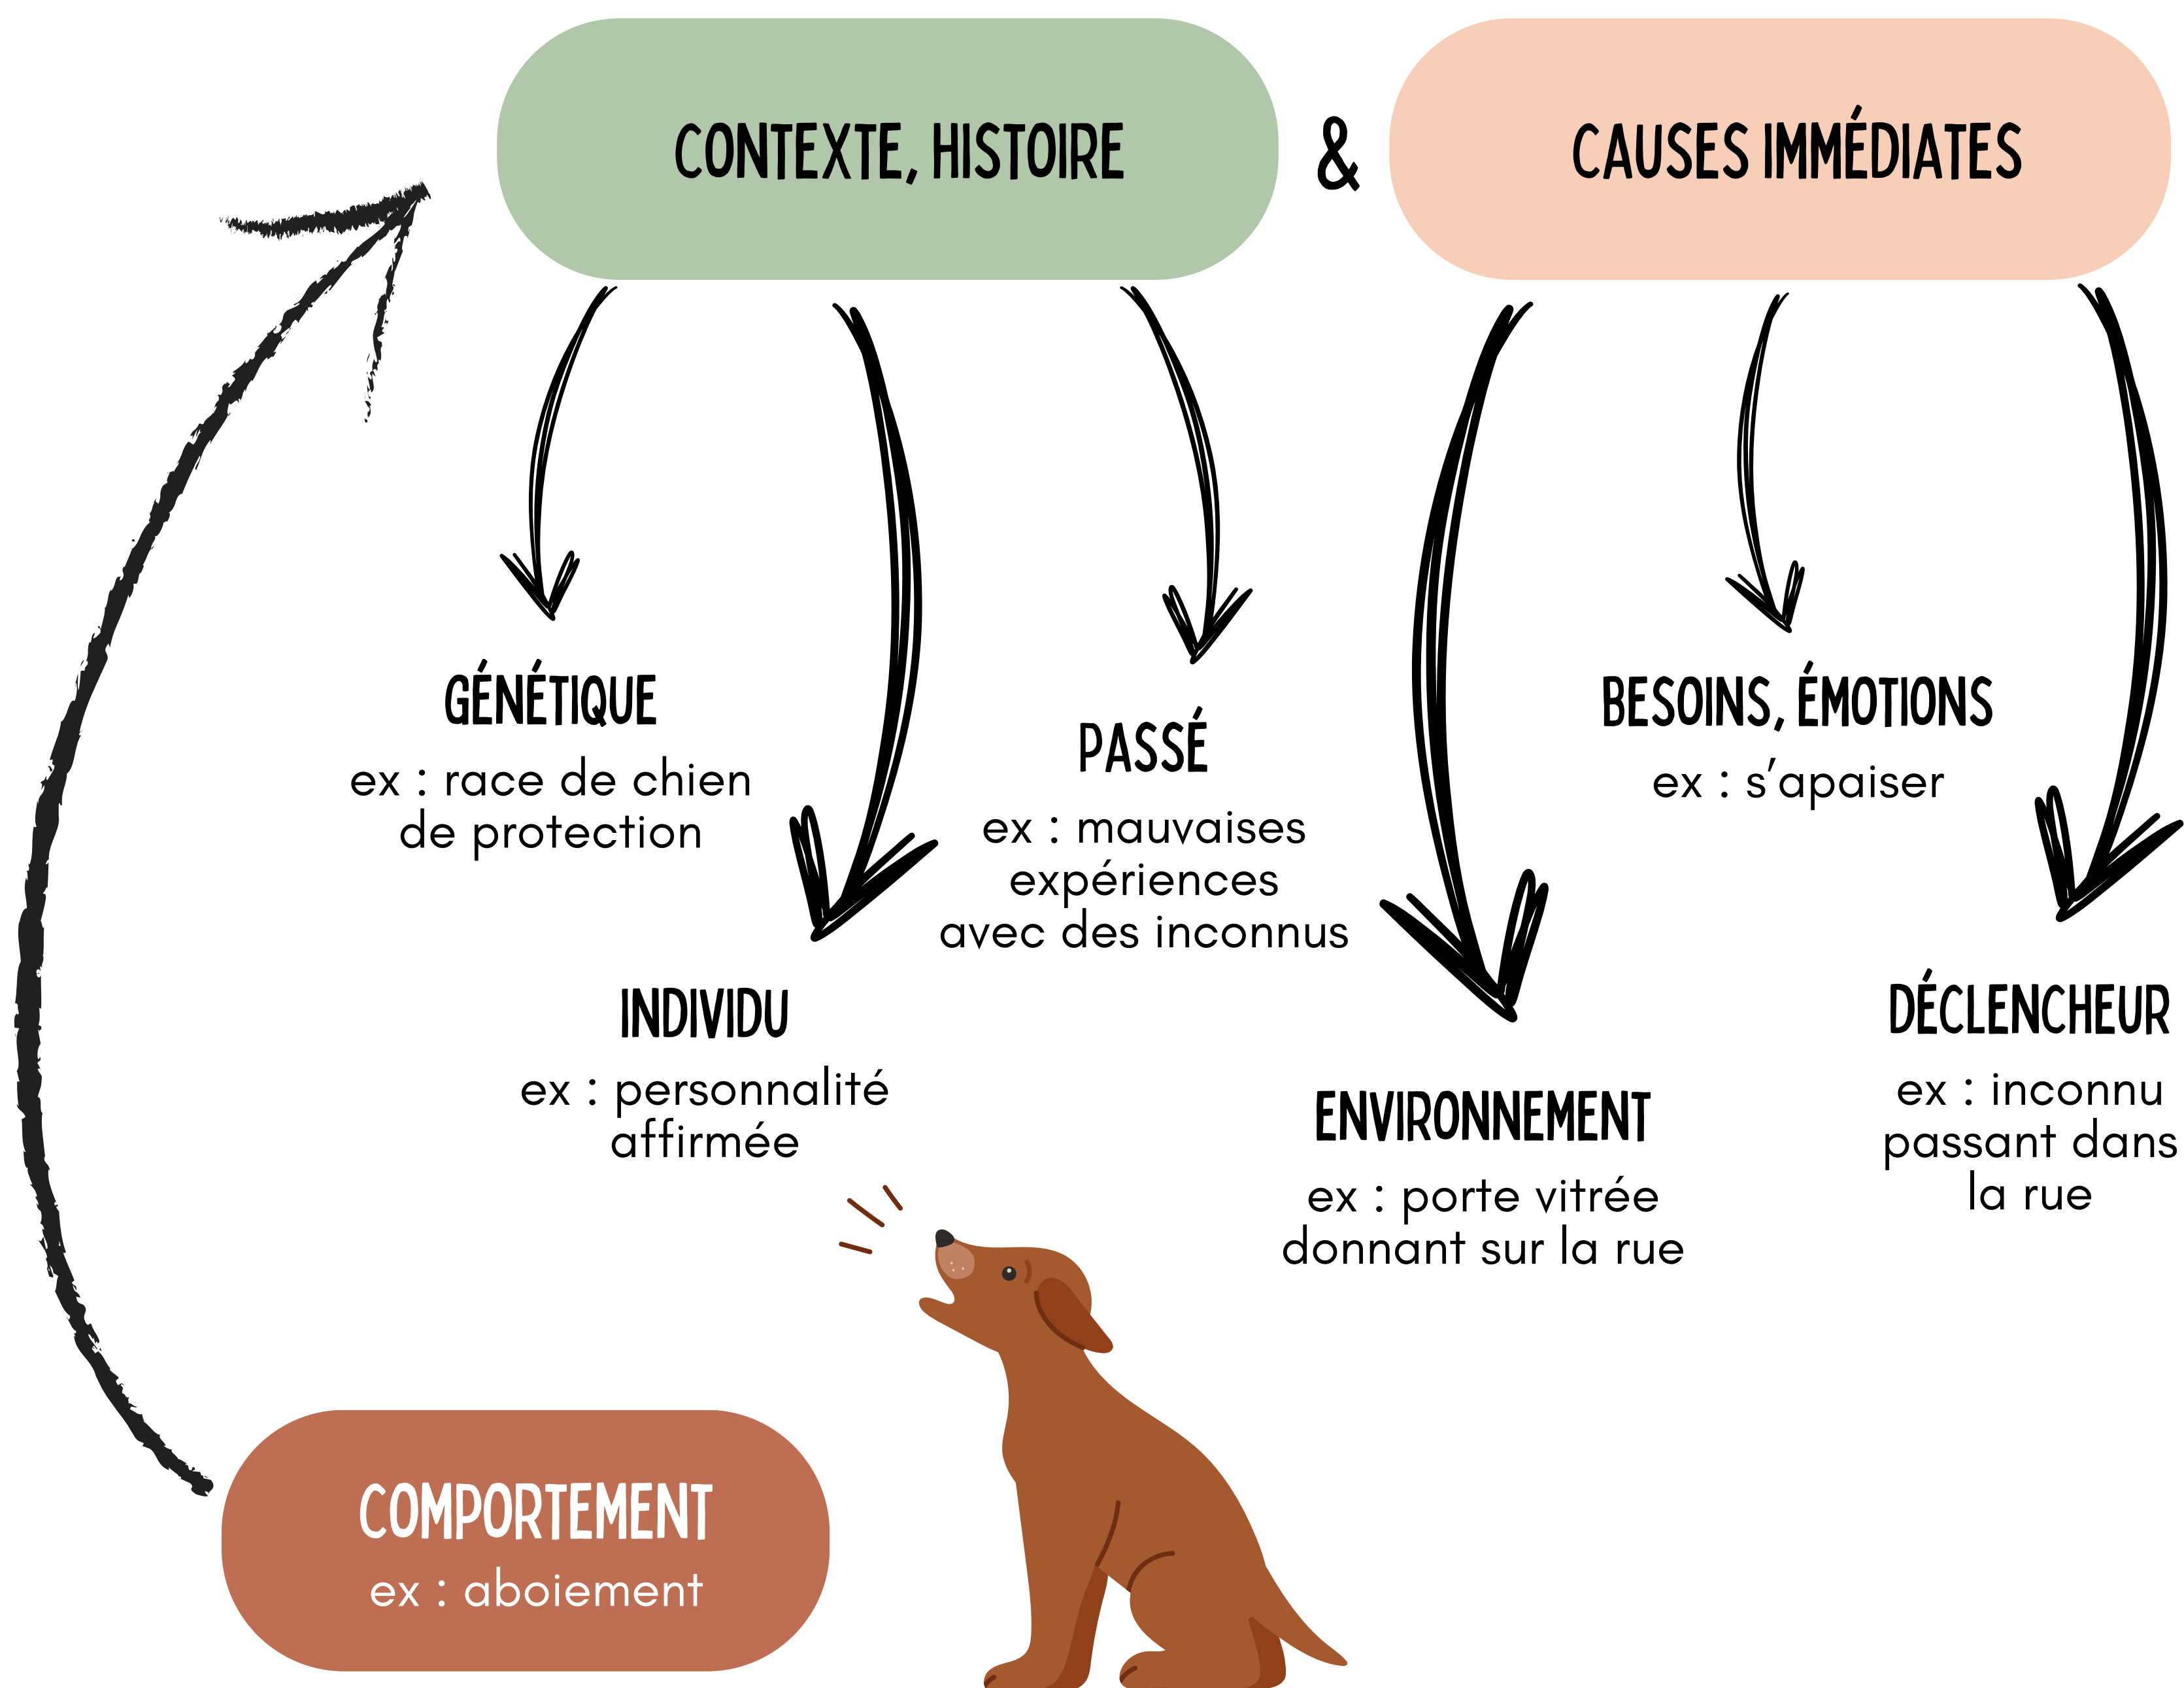 CONTEXTE, HISTOIRE
&
CAUSES IMMÉDIATES
GÉNÉTIQUE
ex : race de chien
de protection
INDIVIDU
ex : personnalité
affirmée
PASSÉ
ex : mauvaises
expériences
avec des inconnus
ENVIRONNEMENT
ex : porte vitrée
donnant sur la rue
BESOINS, ÉMOTIONS
ex : s'apaiser
DÉCLENCHEUR
ex : inconnu
passant dans
la rue
COMPORTEMENT
ex : aboiement